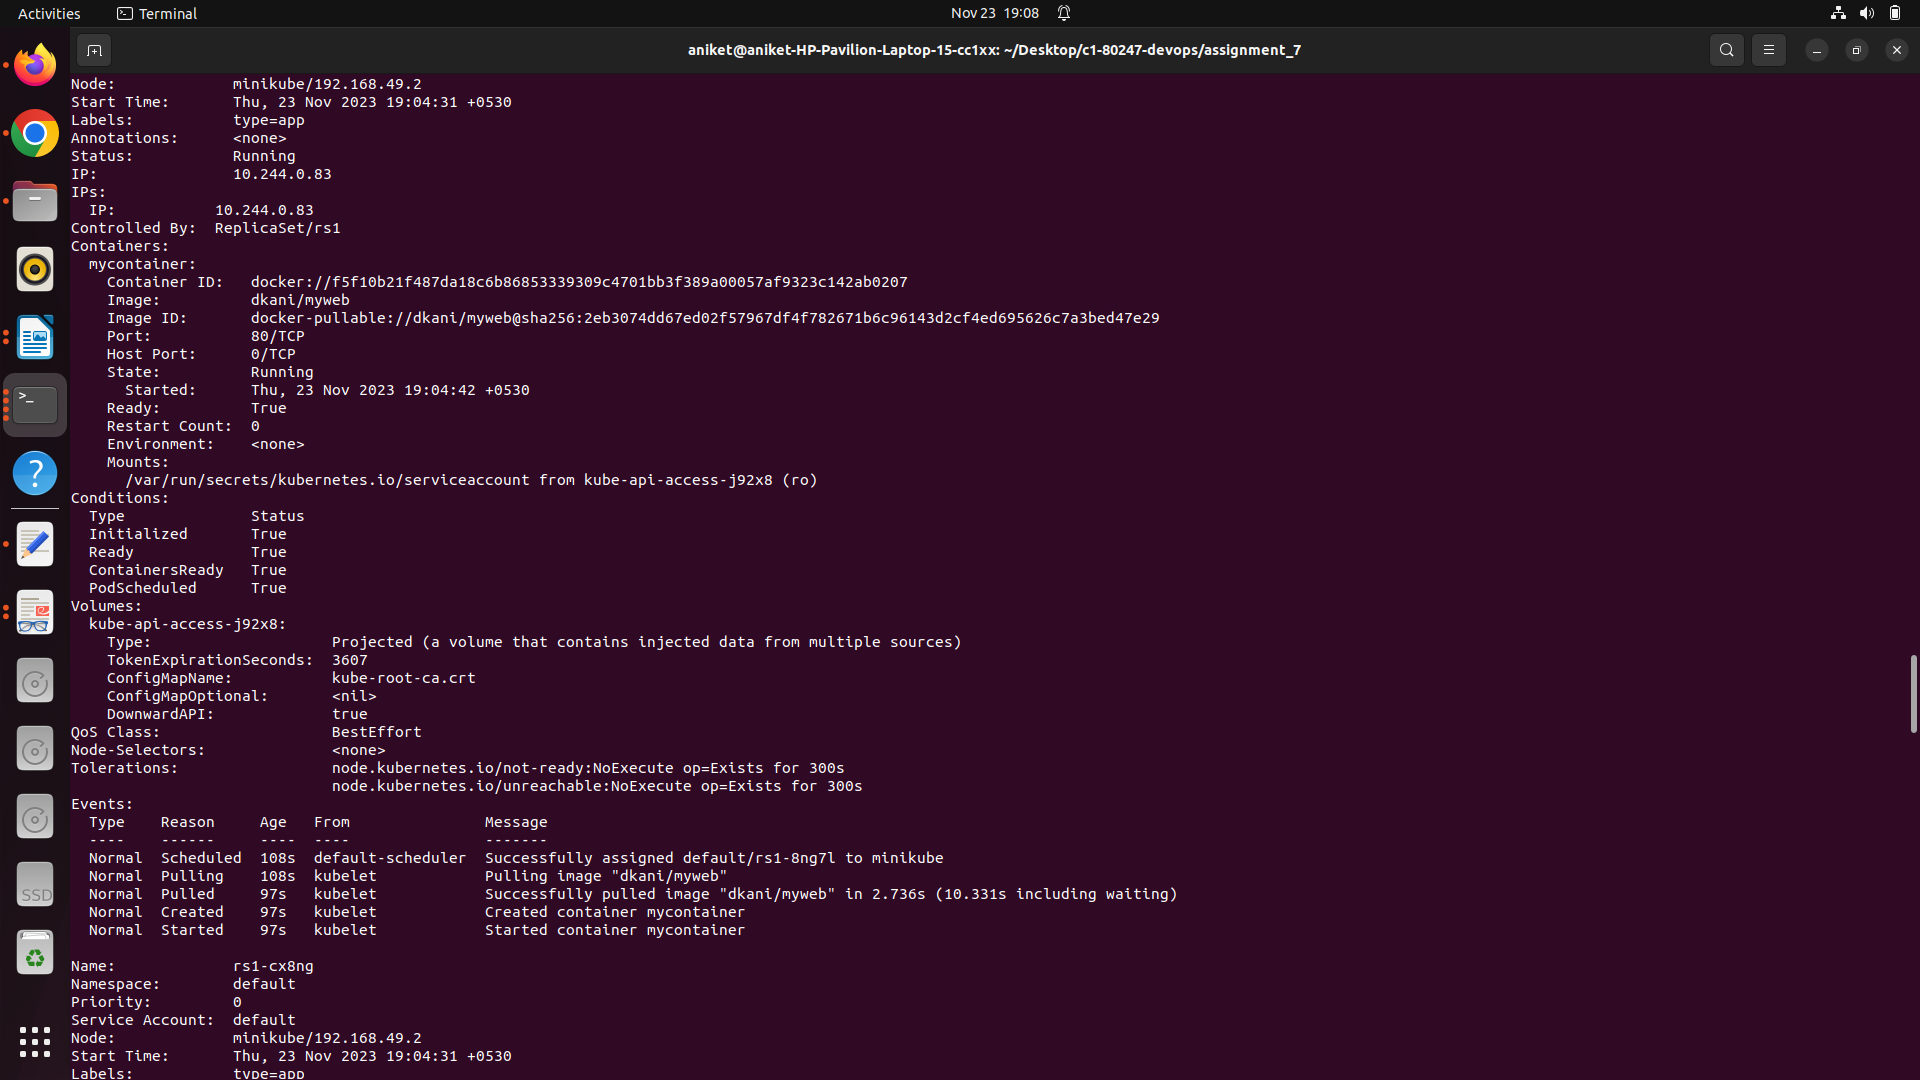 Activities
Terminal
Nov 23 19:08
aniket@aniket-HP-Pavilion-Laptop-15-cc1xx: ~/Desktop/c1-80247-devops/assignment_7
Node:             minikube/192.168.49.2
Start Time:       Thu, 23 Nov 2023 19:04:31 +0530
Labels:           type=app
Annotations:      <none>
Status:           Running
IP:               10.244.0.83
IPs:
  IP:           10.244.0.83
Controlled By:  ReplicaSet/rs1
Containers:
  mycontainer:
    Container ID:   docker://f5f10b21f487da18c6b86853339309c4701bb3f389a00057af9323c142ab0207
    Image:          dkani/myweb
    Image ID:       docker-pullable://dkani/myweb@sha256:2eb3074dd67ed02f57967df4f782671b6c96143d2cf4ed695626c7a3bed47e29
    Port:           80/TCP
    Host Port:      0/TCP
    State:          Running
      Started:      Thu, 23 Nov 2023 19:04:42 +0530
    Ready:          True
    Restart Count:  0
    Environment:    <none>
    Mounts:
      /var/run/secrets/kubernetes.io/serviceaccount from kube-api-access-j92x8 (ro)
Conditions:
  Type              Status
  Initialized       True
  Ready             True
  ContainersReady   True
  PodScheduled      True
Volumes:
  kube-api-access-j92x8:
    Type:                    Projected (a volume that contains injected data from multiple sources)
    TokenExpirationSeconds:  3607
    ConfigMapName:           kube-root-ca.crt
    ConfigMapOptional:       <nil>
    DownwardAPI:             true
QoS Class:                   BestEffort
Node-Selectors:              <none>
Tolerations:                 node.kubernetes.io/not-ready:NoExecute op=Exists for 300s
                             node.kubernetes.io/unreachable:NoExecute op=Exists for 300s
Events:
  Type    Reason     Age   From               Message
  ----    ------     ----  ----               -------
  Normal  Scheduled  108s  default-scheduler  Successfully assigned default/rs1-8ng7l to minikube
  Normal  Pulling    108s  kubelet            Pulling image "dkani/myweb"
  Normal  Pulled     97s   kubelet            Successfully pulled image "dkani/myweb" in 2.736s (10.331s including waiting)
  Normal  Created    97s   kubelet            Created container mycontainer
  Normal  Started    97s   kubelet            Started container mycontainer
Name:             rs1-cx8ng
Namespace:        default
Priority:         0
Service Account:  default
Node:             minikube/192.168.49.2
Start Time:       Thu, 23 Nov 2023 19:04:31 +0530
Labels:           type=app
SSD